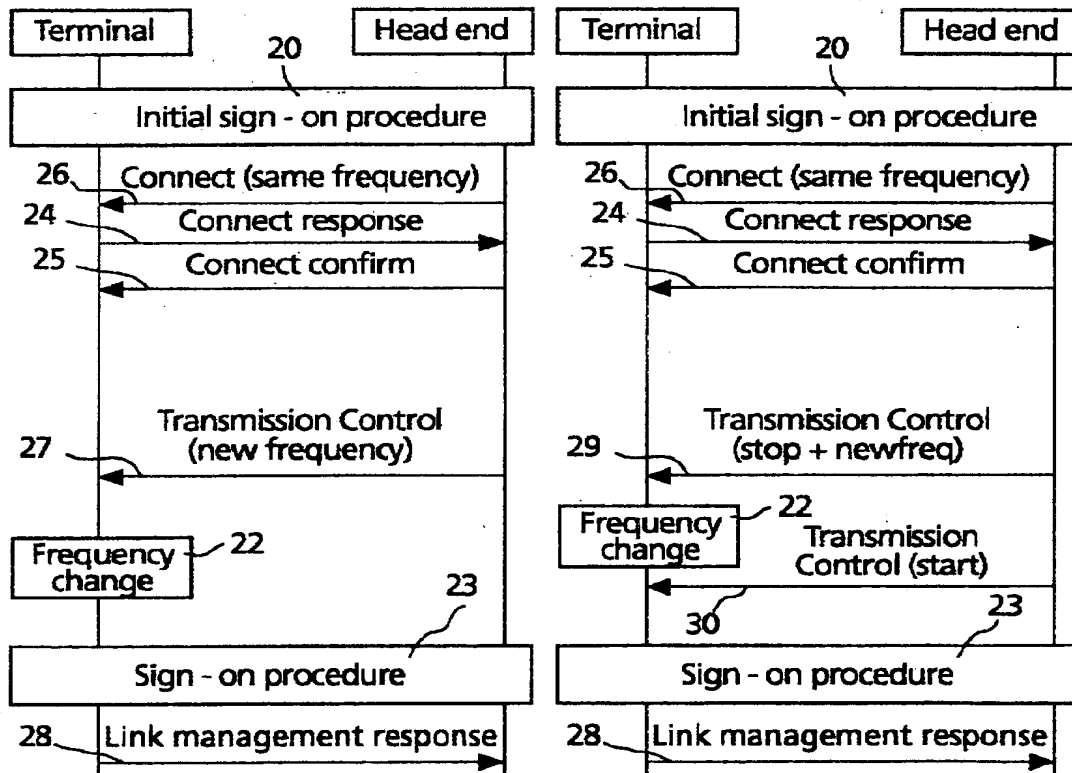 Terminal
Head end
20
Initial sign - on procedure
26
Connect (same frequency)
24
Connect response
25
Connect confirm
Transmission Control
(new frequency)
27
Frequency
change
22
23
Sign - on procedure
28
Link management response
Terminal
Head end
20
Initial sign - on procedure
26
Connect (same frequency)
24
Connect response
25
Connect confirm
Transmission Control
(stop + newfreq)
29
Frequency
change
22
Transmission
Control (start)
30
23
Sign - on procedure
28
Link management response